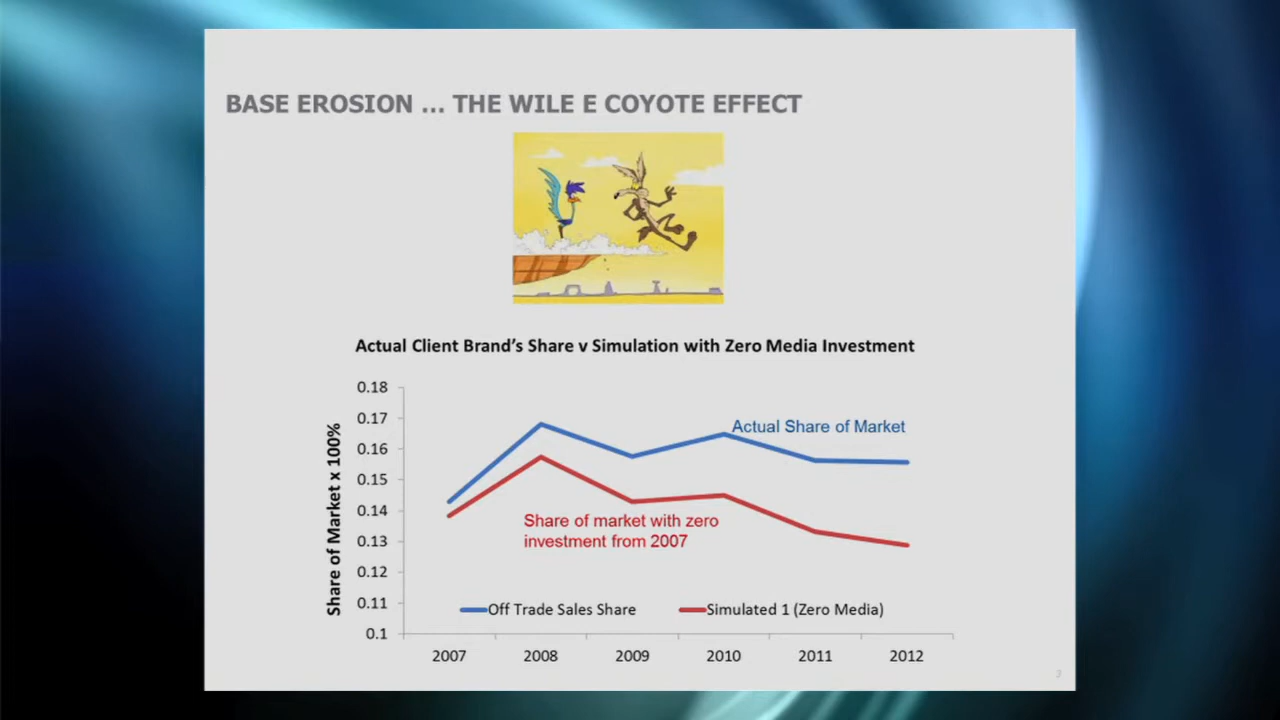 BASE EROSION ... THE WILE E COYOTE EFFECT
Actual Client Brand's Share v Simulation with Zero Media Investment
Share of Market x 100%
0.18
0.17
0.16
0.15
0.14
0.13
0.12
0.11
0.1
Actual Share of Market
Share of market with zero
investment from 2007
Off Trade Sales Share
Simulated 1 (Zero Media)
2007 2008 2009 2010 2011 2012
3